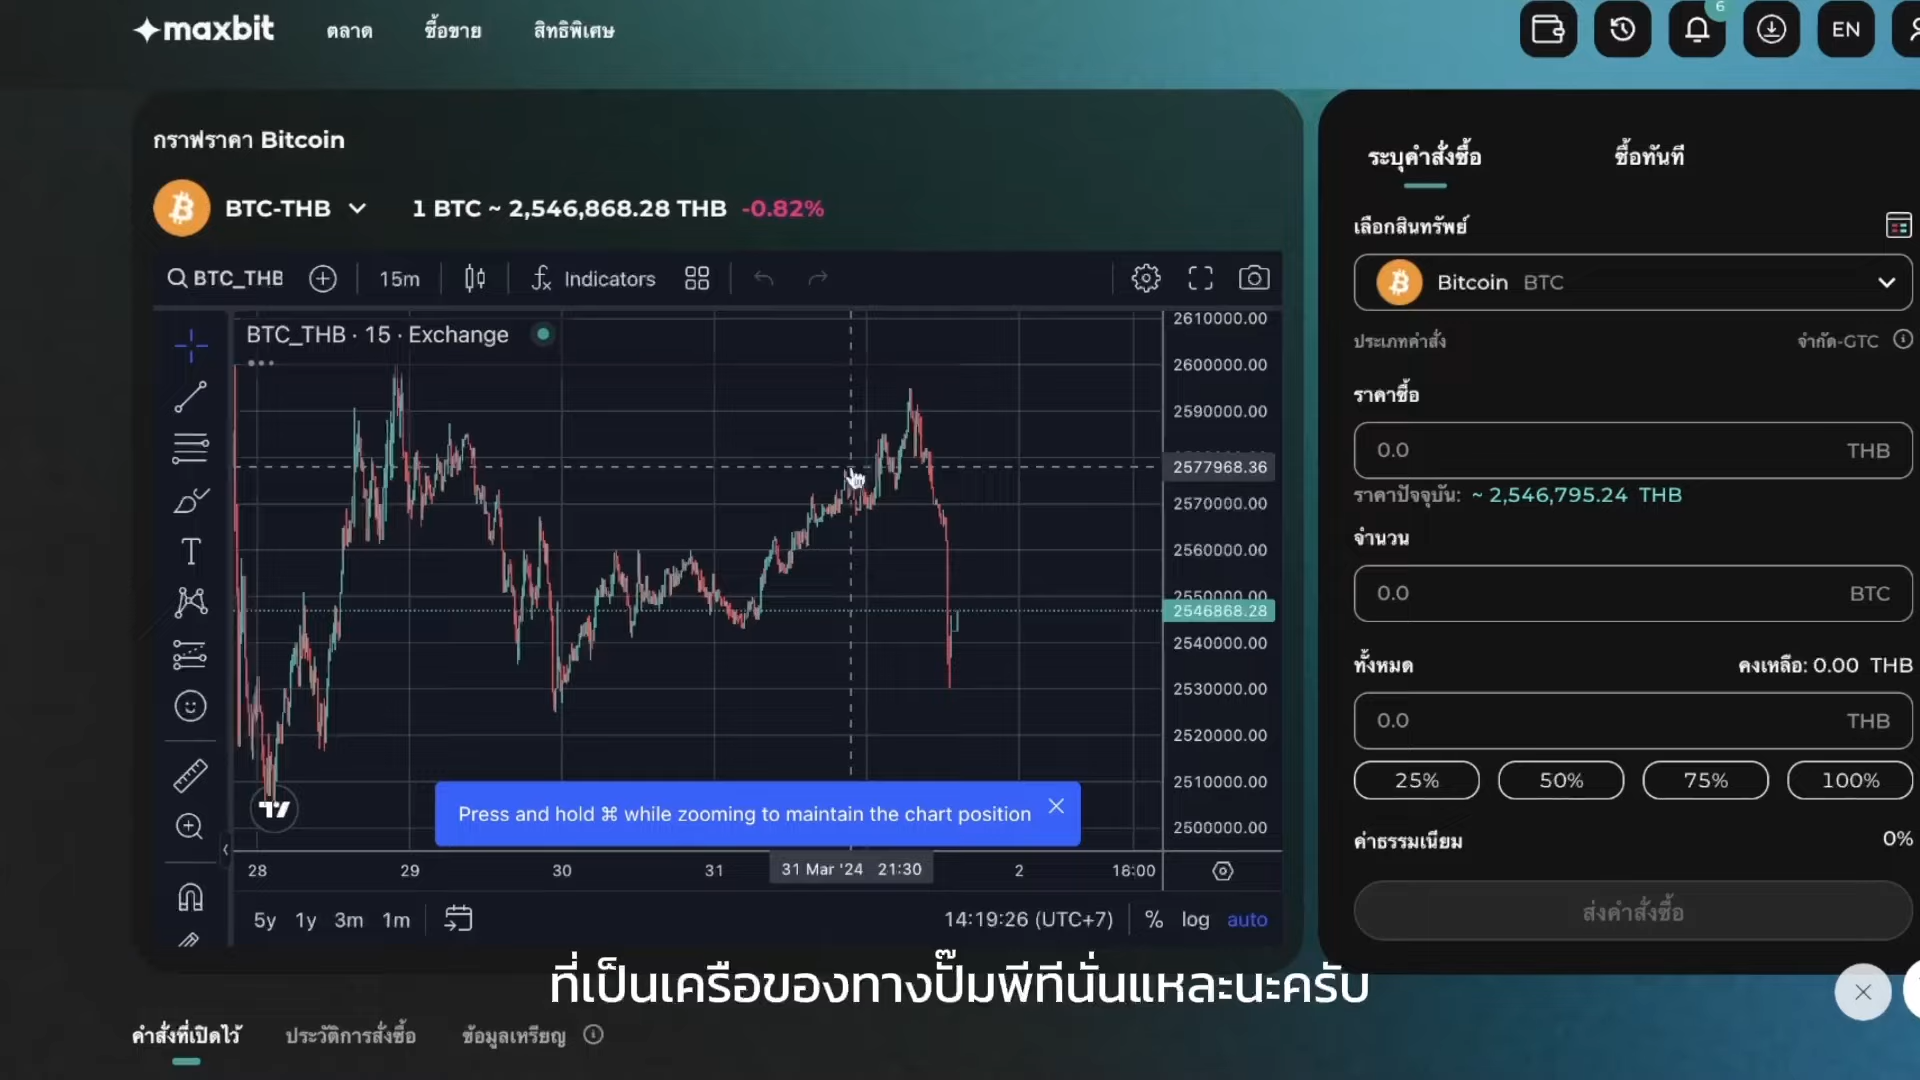 maxbit
ตลาด ซื้อขาย สิทธิพิเศษ
6
EN
กราฟราคา Bitcoin
BTC-THB 1 BTC ~ 2,546,868.28 THB -0.82%
BTC_THB 15m Indicators
BTC_THB · 15 · Exchange
2610000.00
2600000.00
2590000.00
2577968.36
2570000.00
2560000.00
2550000.00
2546868.28
2540000.00
2530000.00
2520000.00
2510000.00
2500000.00
Press and hold ⌘ while zooming to maintain the chart position
28 29 30 31 31 Mar '24 21:30 2 16:00
5y 1y 3m 1m 14:19:26 (UTC+7) % log auto
ระบุคำสั่งซื้อ ซื้อทันที
เลือกสินทรัพย์
Bitcoin BTC
ประเภทคำสั่ง จำกัด-GTC
ราคาซื้อ
0.0 THB
ราคาปัจจุบัน: ~ 2,546,795.24 THB
จำนวน
0.0 BTC
ทั้งหมด คงเหลือ: 0.00 THB
0.0 THB
25% 50% 75% 100%
ค่าธรรมเนียม 0%
ส่งคำสั่งซื้อ
ที่เป็นเครือของทางปั๊มพีทีนั่นแหละนะครับ
คำสั่งที่เปิดไว้ ประวัติการสั่งซื้อ ข้อมูลเหรียญ